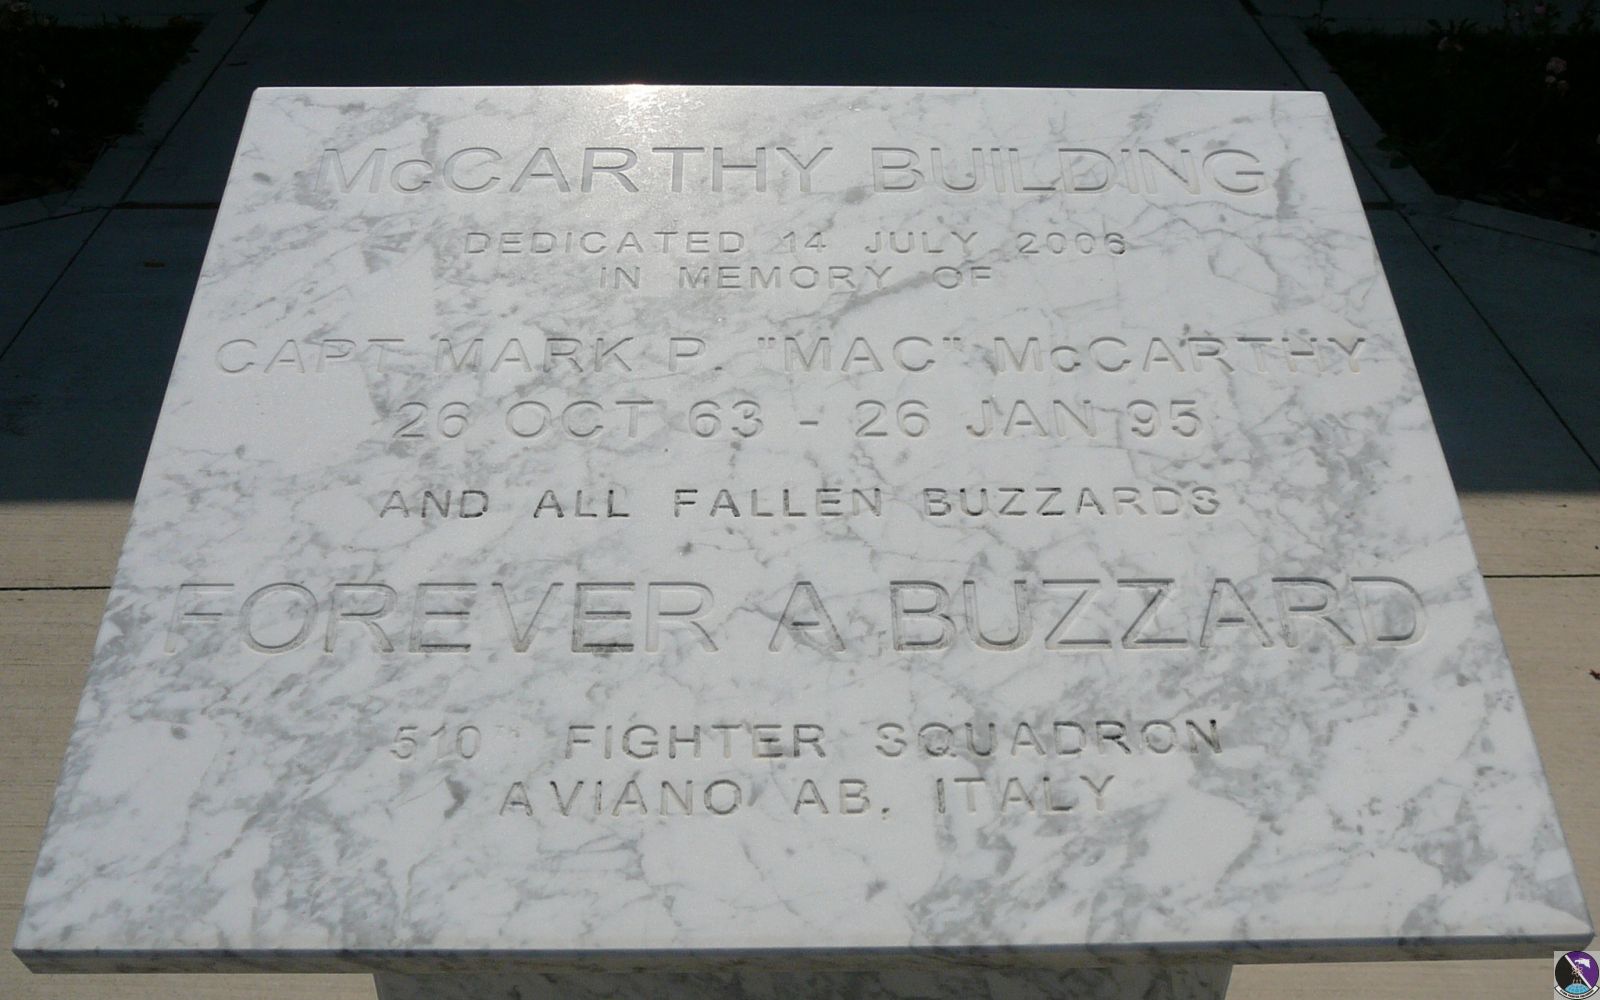 McCARTHY BUILDING
DEDICATED 14 JULY 2006
IN MEMORY OF
CAPT MARK P. "MAC" McCARTHY
26 OCT 63 - 26 JAN 95
AND ALL FALLEN BUZZARDS
FOREVER A BUZZARD
510TH FIGHTER SQUADRON
AVIANO AB, ITALY